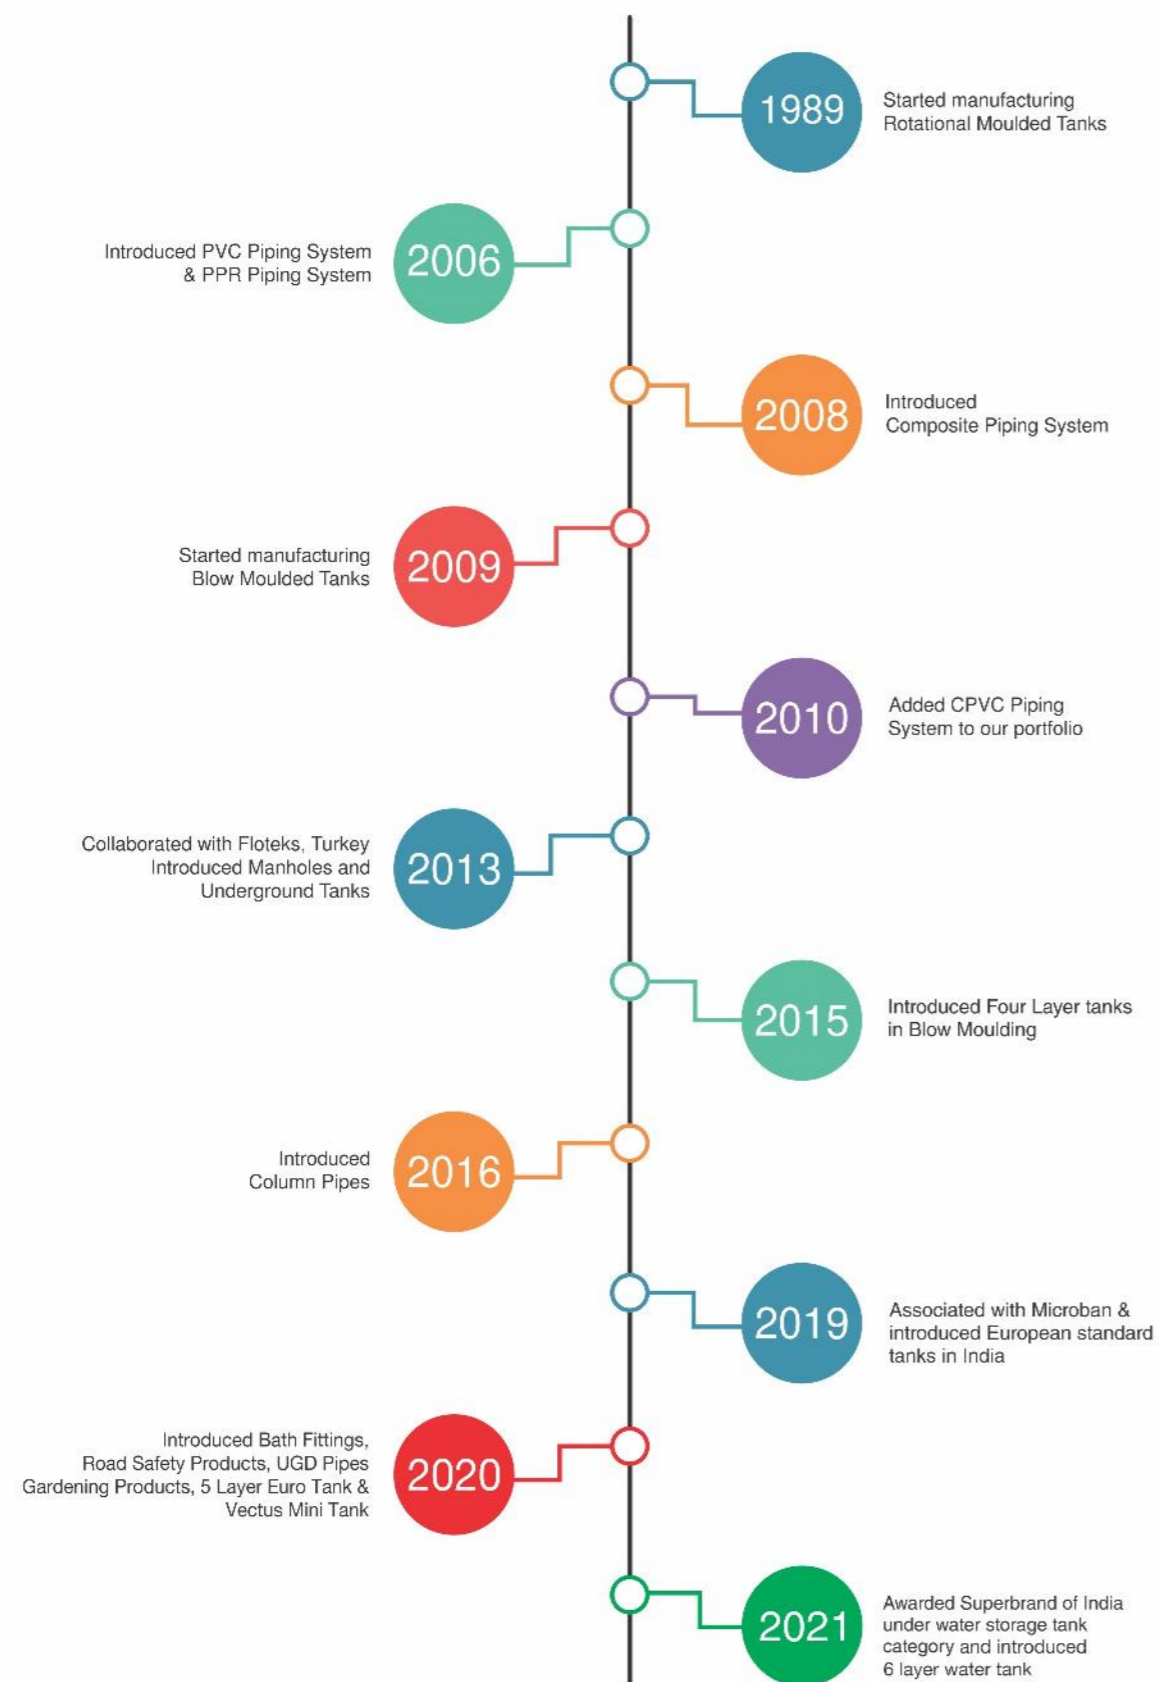 1989
Started manufacturing
Rotational Moulded Tanks
Introduced PVC Piping System
& PPR Piping System
2006
2008
Introduced
Composite Piping System
Started manufacturing
Blow Moulded Tanks
2009
2010
Added CPVC Piping
System to our portfolio
Collaborated with Floteks, Turkey
Introduced Manholes and
Underground Tanks
2013
2015
Introduced Four Layer tanks
in Blow Moulding
Introduced
Column Pipes
2016
2019
Associated with Microban &
introduced European standard
tanks in India
Introduced Bath Fittings,
Road Safety Products, UGD Pipes
Gardening Products, 5 Layer Euro Tank &
Vectus Mini Tank
2020
2021
Awarded Superbrand of India
under water storage tank
category and introduced
6 layer water tank